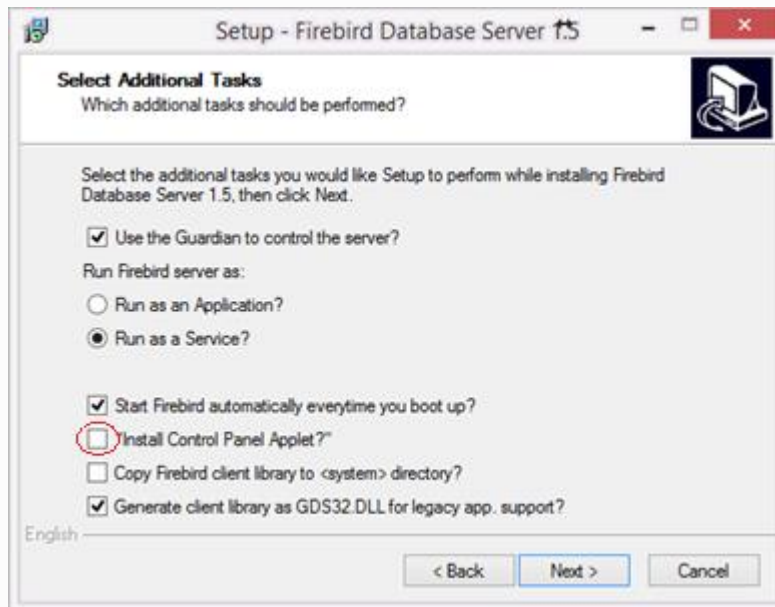 Setup - Firebird Database Server 1.5
Select Additional Tasks
Which additional tasks should be performed?
Select the additional tasks you would like Setup to perform while installing Firebird
Database Server 1.5, then click Next.
Use the Guardian to control the server?
Run Firebird server as:
Run as an Application?
Run as a Service?
Start Firebird automatically everytime you boot up?
"Install Control Panel Applet?"
Copy Firebird client library to <system> directory?
Generate client library as GDS32.DLL for legacy app. support?
English
< Back Next > Cancel